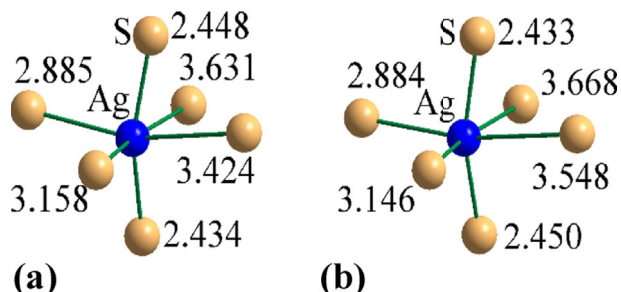 S 2.448
2.885 3.631
Ag
3.158 3.424
2.434
(a)
S 2.433
2.884 3.668
Ag
3.146 3.548
2.450
(b)